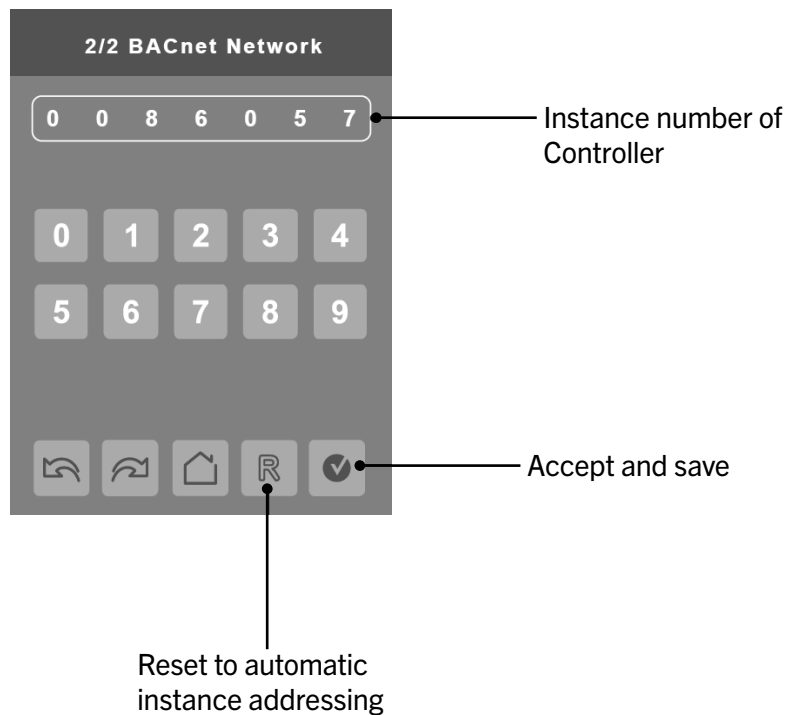 2/2 BACnet Network
0 0 8 6 0 5 7
Instance number of
Controller
0 1 2 3 4
5 6 7 8 9
R
Accept and save
Reset to automatic
instance addressing